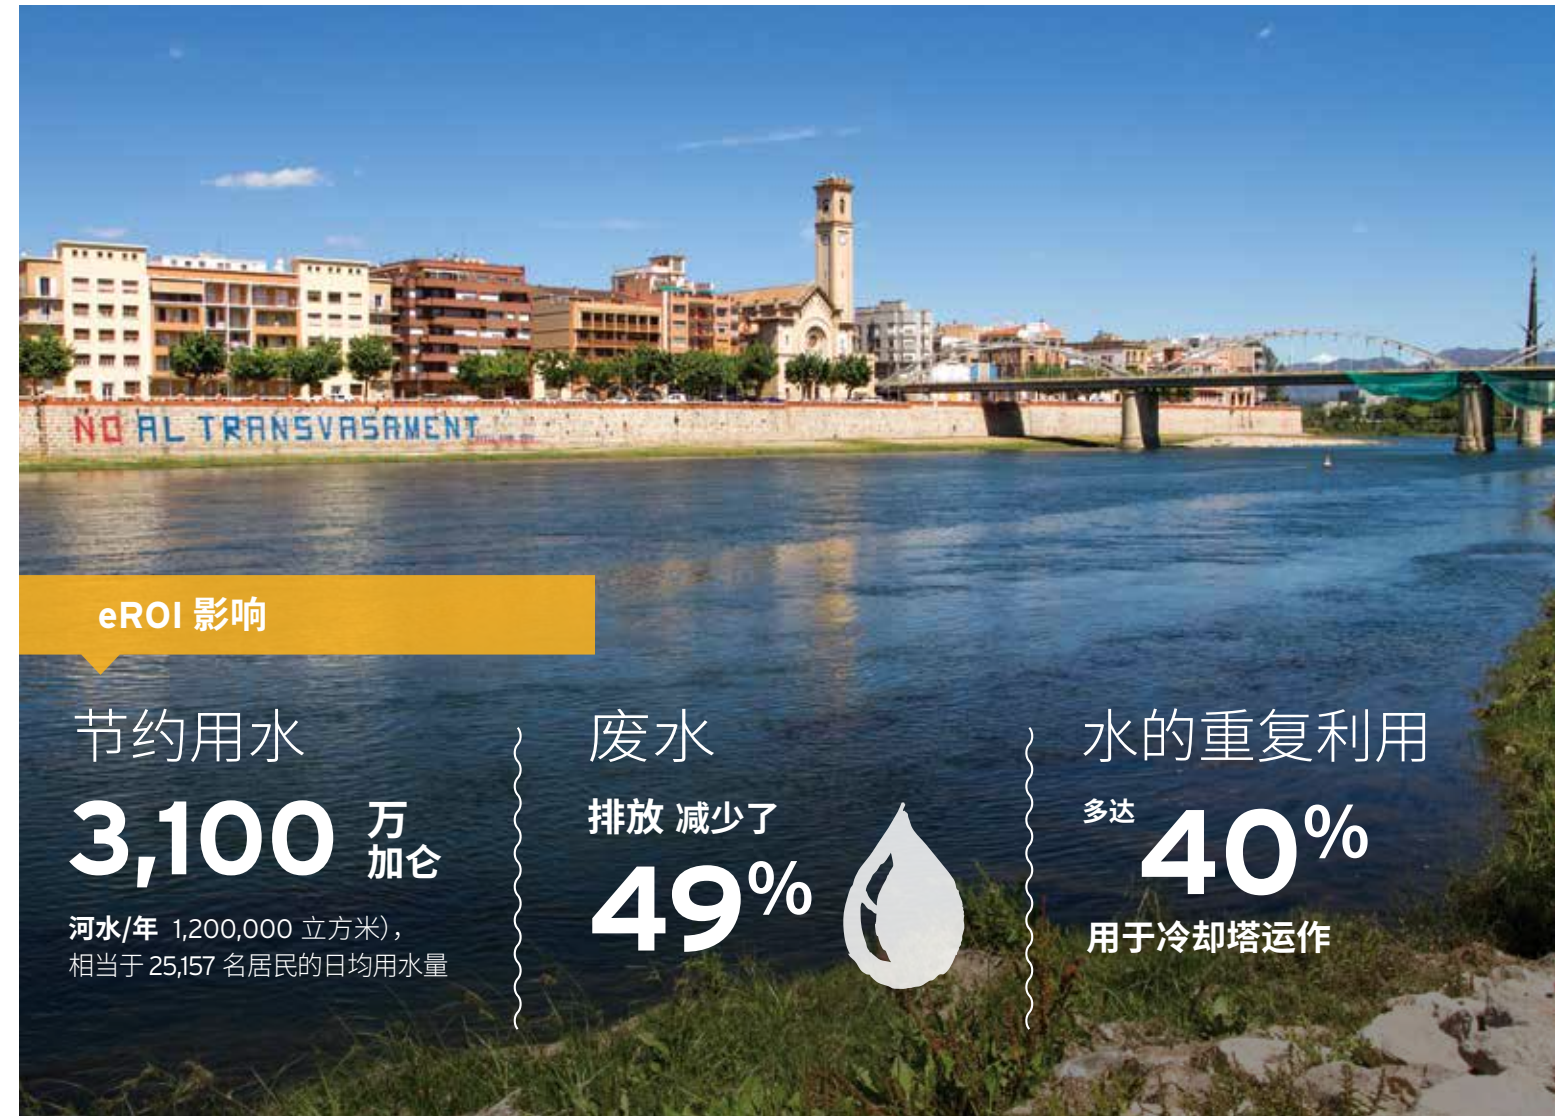 NO AL TRANSVASAMENT
eROI 影响
节约用水
3,100 万
加仑
河水/年 1,200,000 立方米），
相当于 25,157 名居民的日均用水量
废水
排放 减少了
49%
水的重复利用
多达 40%
用于冷却塔运作